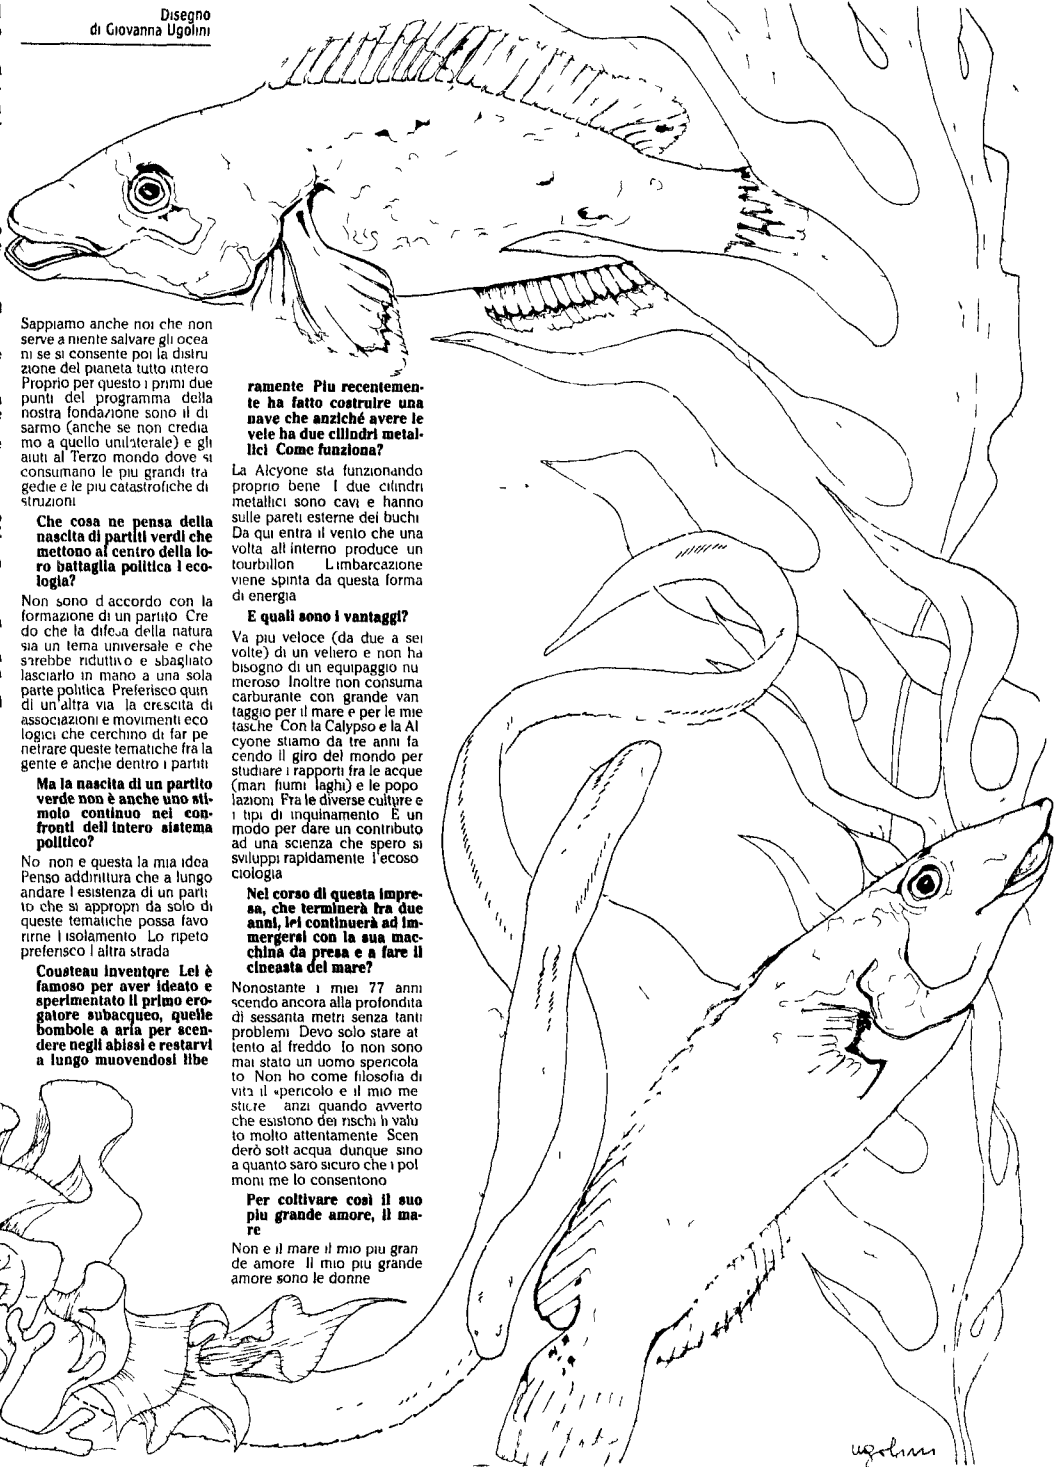 Disegno
di Giovanna Ugolini
Sappiamo anche noi che non
serve a niente salvare gli ocea
ni se si consente poi la distru
zione del pianeta tutto intero
Proprio per questo i primi due
punti del programma della
nostra fondazione sono il di
sarmo (anche se non credia
mo a quello unilaterale) e gli
aiuti al Terzo mondo dove si
consumano le piu grandi tra
gedie e le piu catastrofiche di
struzioni
Che cosa ne pensa della
nascita di partiti verdi che
mettono al centro della lo-
ro battaglia politica l eco-
logia?
Non sono d accordo con la
formazione di un partito Cre
do che la difesa della natura
sia un tema universale e che
sarebbe riduttivo e sbagliato
lasciarlo in mano a una sola
parte politica Preferisco quin
di un'altra via la crescita di
associazioni e movimenti eco
logici che cerchino di far pe
netrare queste tematiche fra la
gente e anche dentro i partiti
Ma la nascita di un partito
verde non è anche uno sti-
molo continuo nei con-
fronti dell intero sistema
politico?
No non e questa la mia idea
Penso addirittura che a lungo
andare l esistenza di un parti
to che si appropri da solo di
queste tematiche possa favo
rirne l isolamento Lo ripeto
preferisco l altra strada
Cousteau inventore Lei è
famoso per aver ideato e
sperimentato il primo ero-
gatore subacqueo, quelle
bombole a aria per scen-
dere negli abissi e restarvi
a lungo muovendosi libe
ramente Piu recentemen-
te ha fatto costruire una
nave che anziché avere le
vele ha due cilindri metal-
lici Come funziona?
La Alcyone sta funzionando
proprio bene I due cilindri
metallici sono cavi e hanno
sulle pareti esterne dei buchi
Da qui entra il vento che una
volta all interno produce un
tourbillon L imbarcazione
viene spinta da questa forma
di energia
E quali sono i vantaggi?
Va piu veloce (da due a sei
volte) di un veliero e non ha
bisogno di un equipaggio nu
meroso Inoltre non consuma
carburante con grande van
taggio per il mare e per le mie
tasche Con la Calypso e la Al
cyone stiamo da tre anni fa
cendo il giro del mondo per
studiare i rapporti fra le acque
(mari fiumi laghi) e le popo
lazioni Fra le diverse culture e
i tipi di inquinamento E un
modo per dare un contributo
ad una scienza che spero si
sviluppi rapidamente l'ecoso
ciologia
Nel corso di questa impre-
sa, che terminerà fra due
anni, lei continuerà ad im-
mergersi con la sua mac-
china da presa e a fare il
cineasta del mare?
Nonostante i miei 77 anni
scendo ancora alla profondita
di sessanta metri senza tanti
problemi Devo solo stare at
tento al freddo Io non sono
mai stato un uomo spericola
to Non ho come filosofia di
vita il «pericolo e il mio me
stiere anzi quando avverto
che esistono dei rischi li valu
to molto attentamente Scen
derò sott acqua dunque sino
a quanto saro sicuro che i pol
moni me lo consentono
Per coltivare così il suo
piu grande amore, il ma-
re
Non e il mare il mio piu gran
de amore Il mio piu grande
amore sono le donne
ugolini